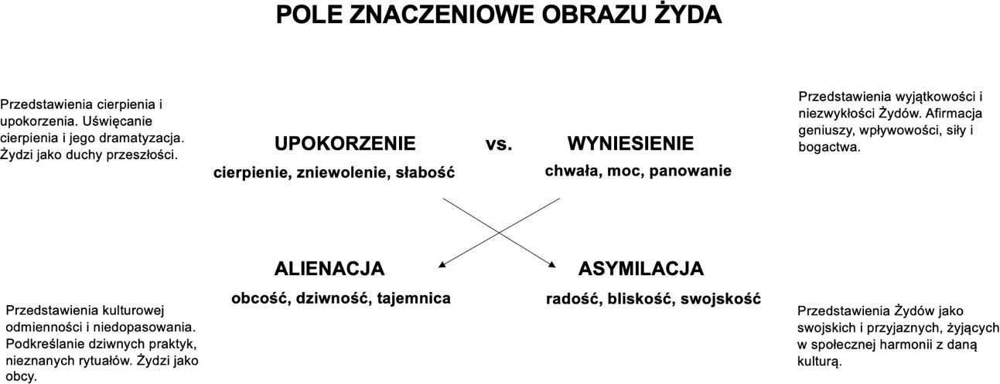 POLE ZNACZENIOWE OBRAZU ŻYDA
Przedstawienia cierpienia i
upokorzenia. Uświęcanie
cierpienia i jego dramatyzacja.
Żydzi jako duchy przeszłości.
UPOKORZENIE vs. WYNIESIENIE
cierpienie, zniewolenie, słabość
chwała, moc, panowanie
Przedstawienia wyjątkowości i
niezwykłości Żydów. Afirmacja
geniuszy, wpływowości, siły i
bogactwa.
ALIENACJA
obcość, dziwność, tajemnica
ASYMILACJA
radość, bliskość, swojskość
Przedstawienia kulturowej
odmienności i niedopasowania.
Podkreślanie dziwnych praktyk,
nieznanych rytuałów. Żydzi jako
obcy.
Przedstawienia Żydów jako
swojskich i przyjaznych, żyjących
w społecznej harmonii z daną
kulturą.